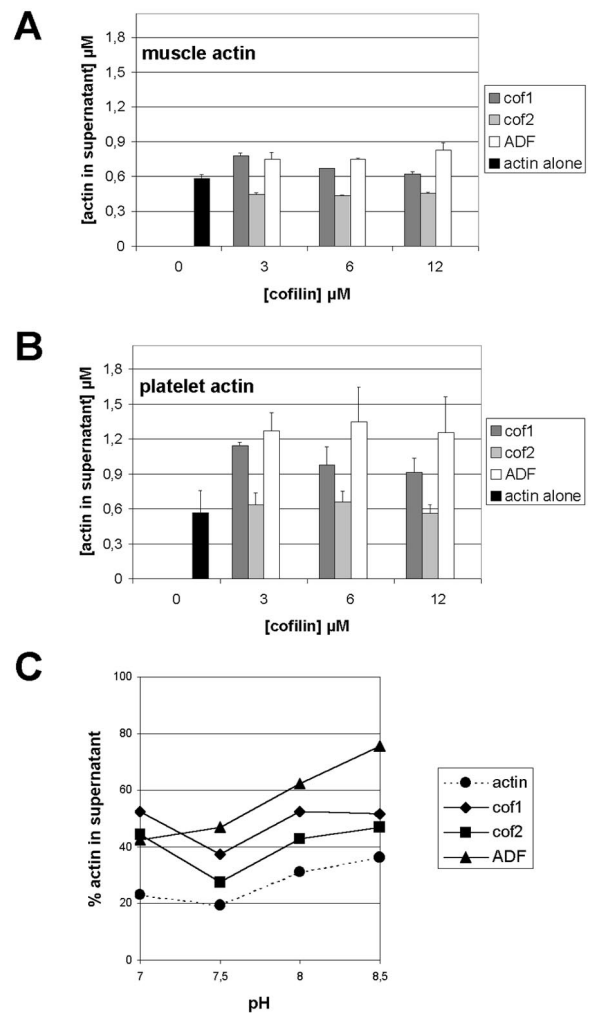 A
[actin in supernatant] µM
1,8
1,5
1,2
0,9
0,6
0,3
0
muscle actin
0 3 6 12
[cofilin] µM
cof1
cof2
ADF
actin alone
B
[actin in supernatant] µM
1,8
1,5
1,2
0,9
0,6
0,3
0
platelet actin
0 3 6 12
[cofilin] µM
cof1
cof2
ADF
actin alone
C
% actin in supernatant
100
80
60
40
20
0
7 7,5 8 8,5
pH
actin
cof1
cof2
ADF